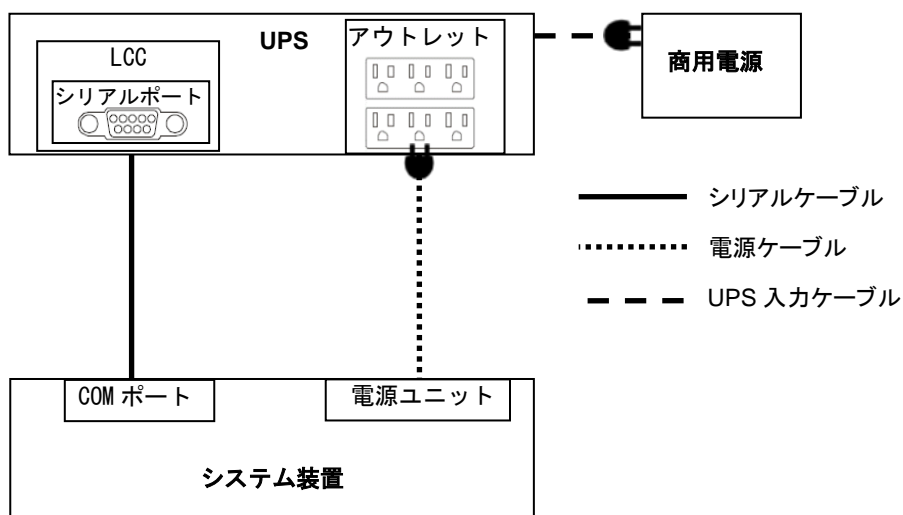 UPS
アウトレット
LCC
シリアルポート
商用電源
シリアルケーブル
電源ケーブル
UPS 入力ケーブル
COM ポート
電源ユニット
システム装置